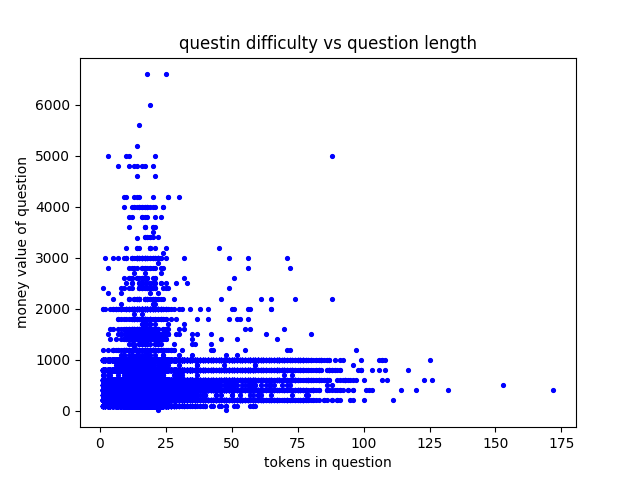 questin difficulty vs question length
money value of question
6000
5000
4000
3000
2000
1000
0
0 25 50 75 100 125 150 175
tokens in question